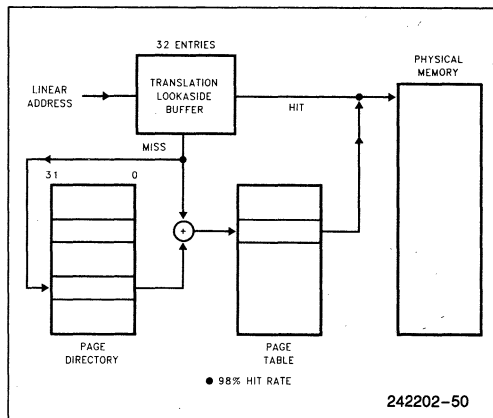 32 ENTRIES
PHYSICAL
MEMORY
LINEAR
ADDRESS
TRANSLATION
LOOKASIDE
BUFFER
HIT
MISS
31 0
PAGE
DIRECTORY
PAGE
TABLE
● 98% HIT RATE
242202-50
+